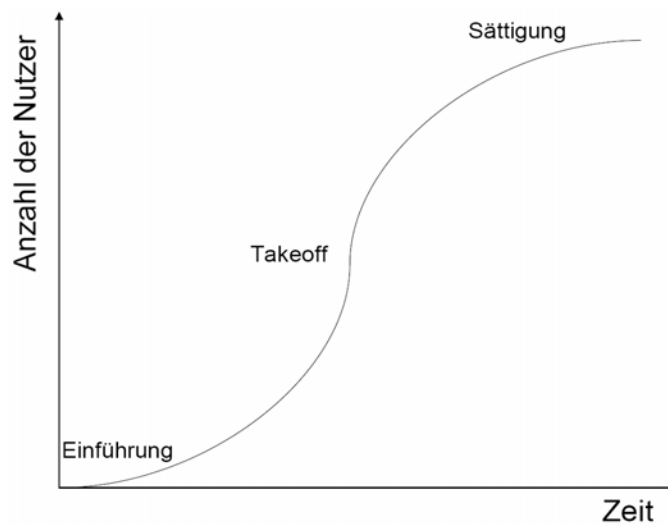 Sättigung
Anzahl der Nutzer
Takeoff
Einführung
Zeit